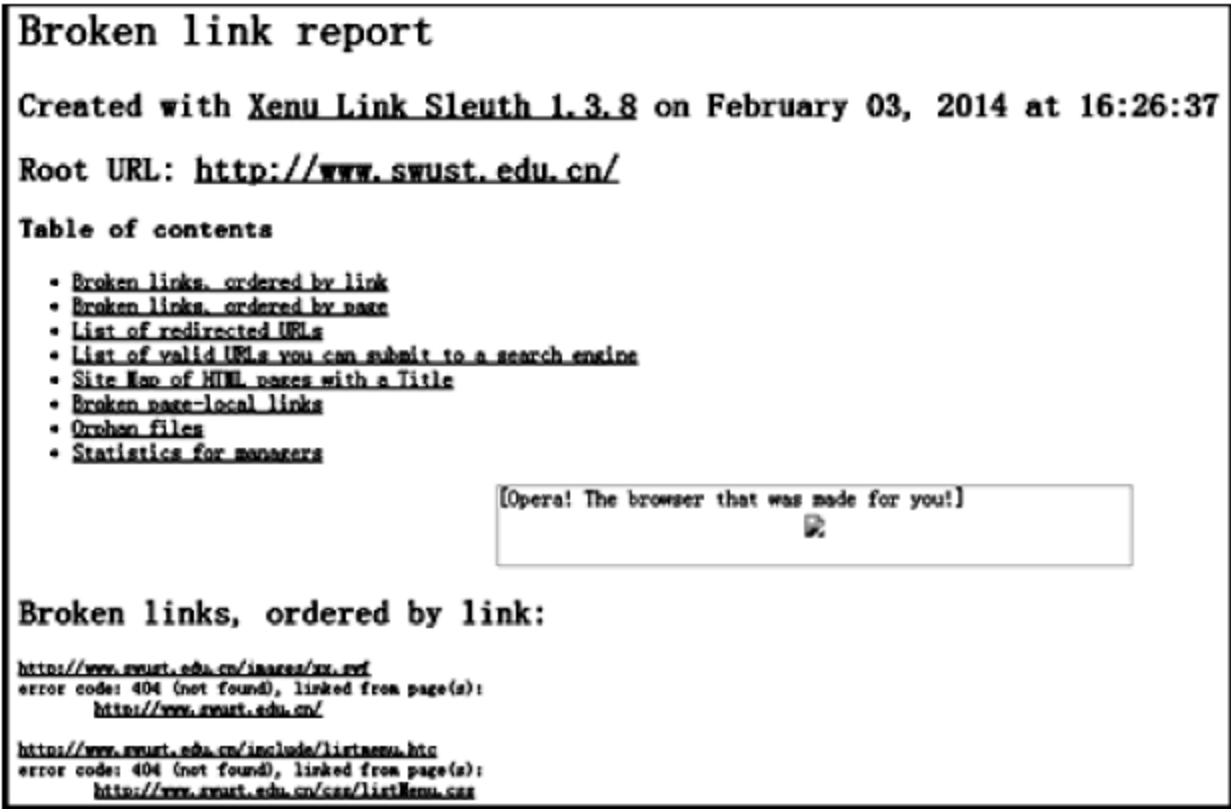 Broken link report
Created with Xenu Link Sleuth 1.3.8 on February 03, 2014 at 16:26:37
Root URL: http://www.swust.edu.cn/
Table of contents
• Broken links, ordered by link
• Broken links, ordered by page
• List of redirected URLs
• List of valid URLs you can submit to a search engine
• Site Map of HTML pages with a Title
• Broken page-local links
• Orphan files
• Statistics for managers
[Opera! The browser that was made for you!]
Broken links, ordered by link:
http://www.swust.edu.cn/images/xx.swf
error code: 404 (not found), linked from page(s):
http://www.swust.edu.cn/
http://www.swust.edu.cn/include/listmenu.htc
error code: 404 (not found), linked from page(s):
http://www.swust.edu.cn/css/listMenu.css